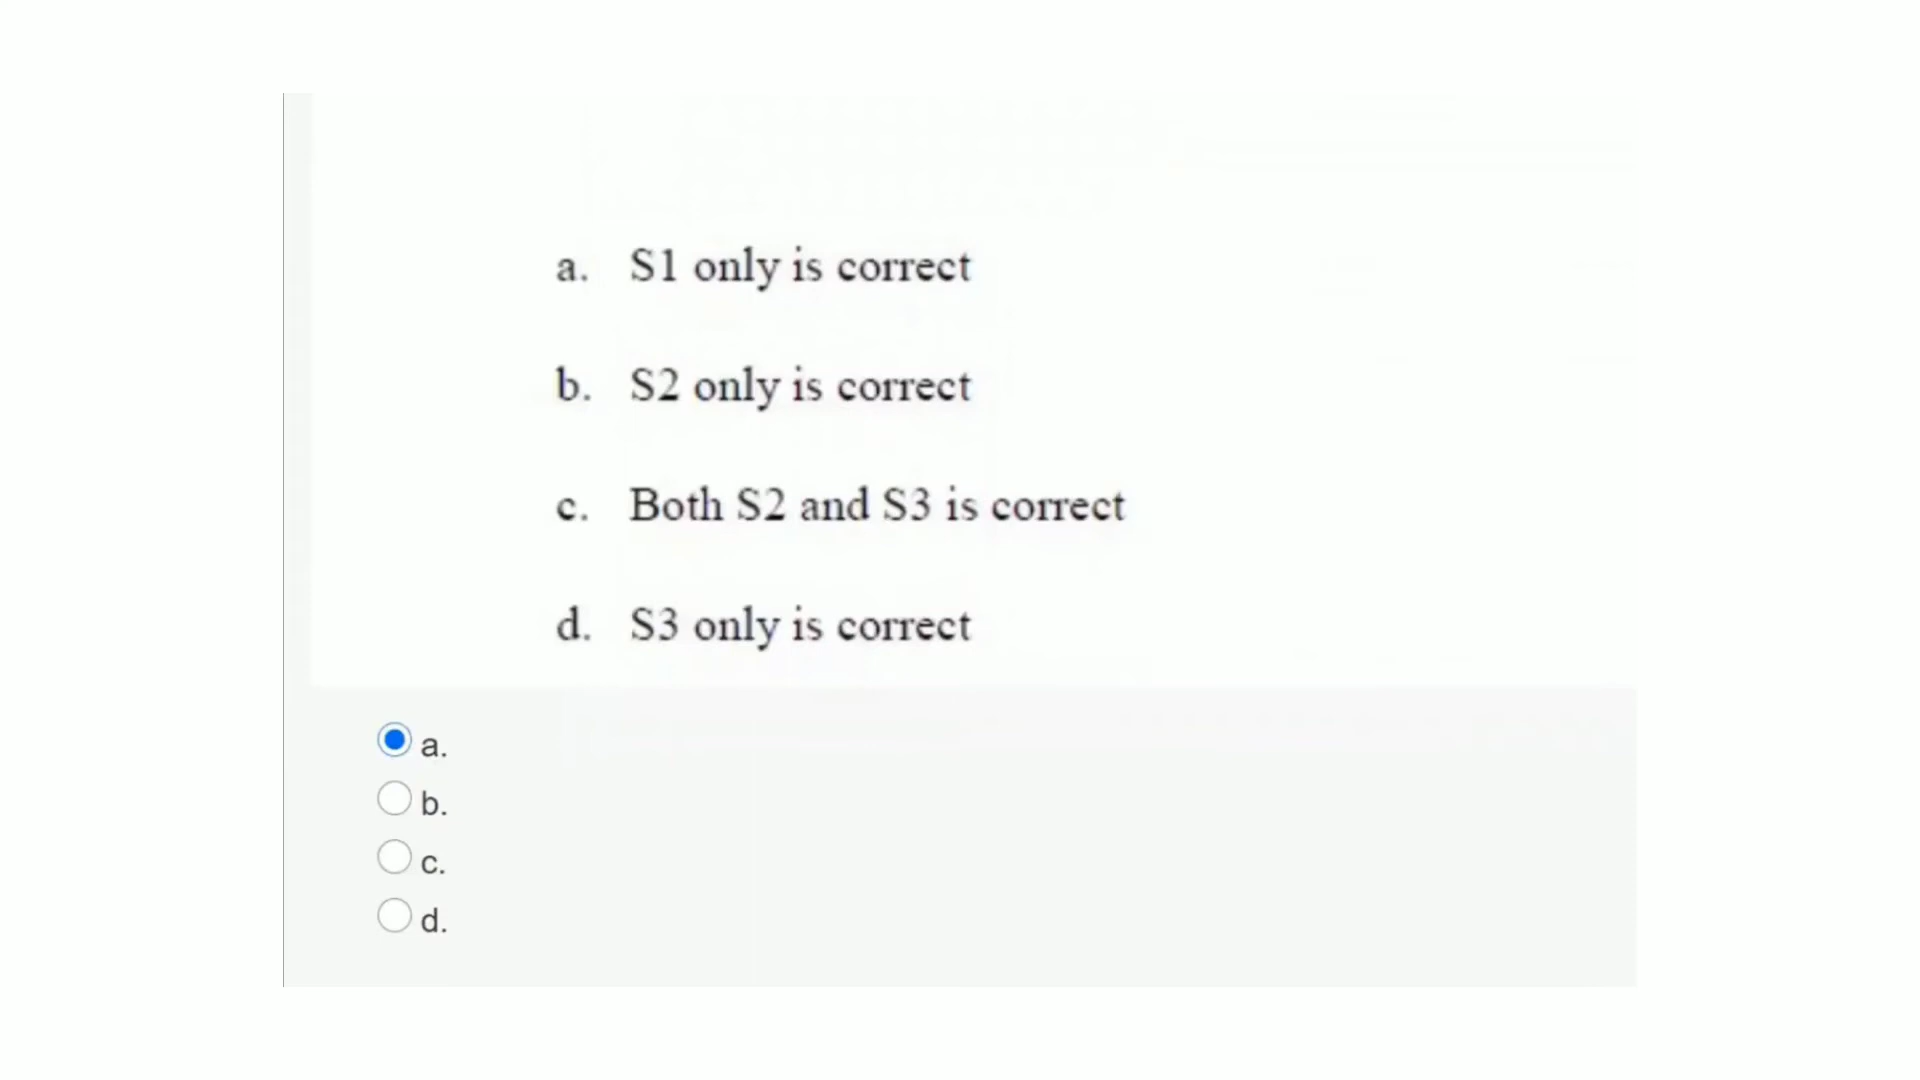 a. S1 only is correct
b. S2 only is correct
c. Both S2 and S3 is correct
d. S3 only is correct
a.
b.
c.
d.